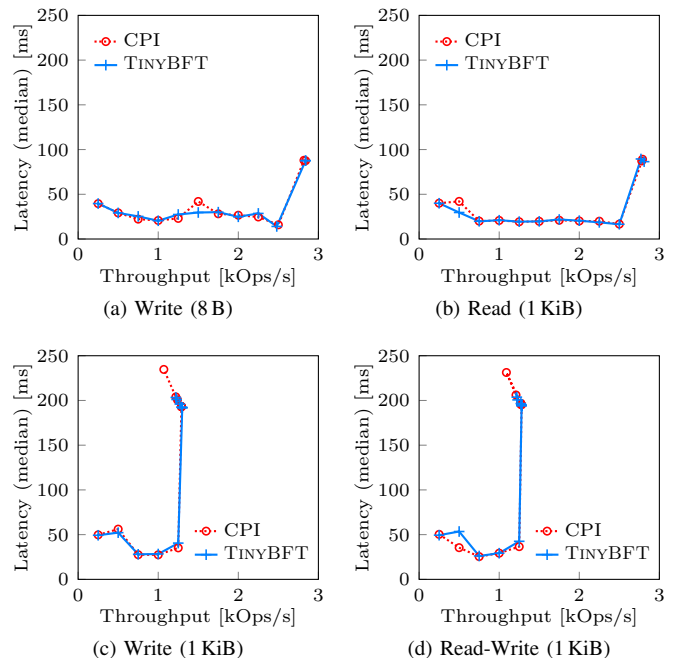 250
200
150
100
50
0
Latency (median) [ms]
CPI
TINYBFT
0 1 2 3
Throughput [kOps/s]
(a) Write (8 B)
250
200
150
100
50
0
Latency (median) [ms]
CPI
TINYBFT
0 1 2 3
Throughput [kOps/s]
(b) Read (1 KiB)
250
200
150
100
50
0
Latency (median) [ms]
CPI
TINYBFT
0 1 2 3
Throughput [kOps/s]
(c) Write (1 KiB)
250
200
150
100
50
0
Latency (median) [ms]
CPI
TINYBFT
0 1 2 3
Throughput [kOps/s]
(d) Read-Write (1 KiB)